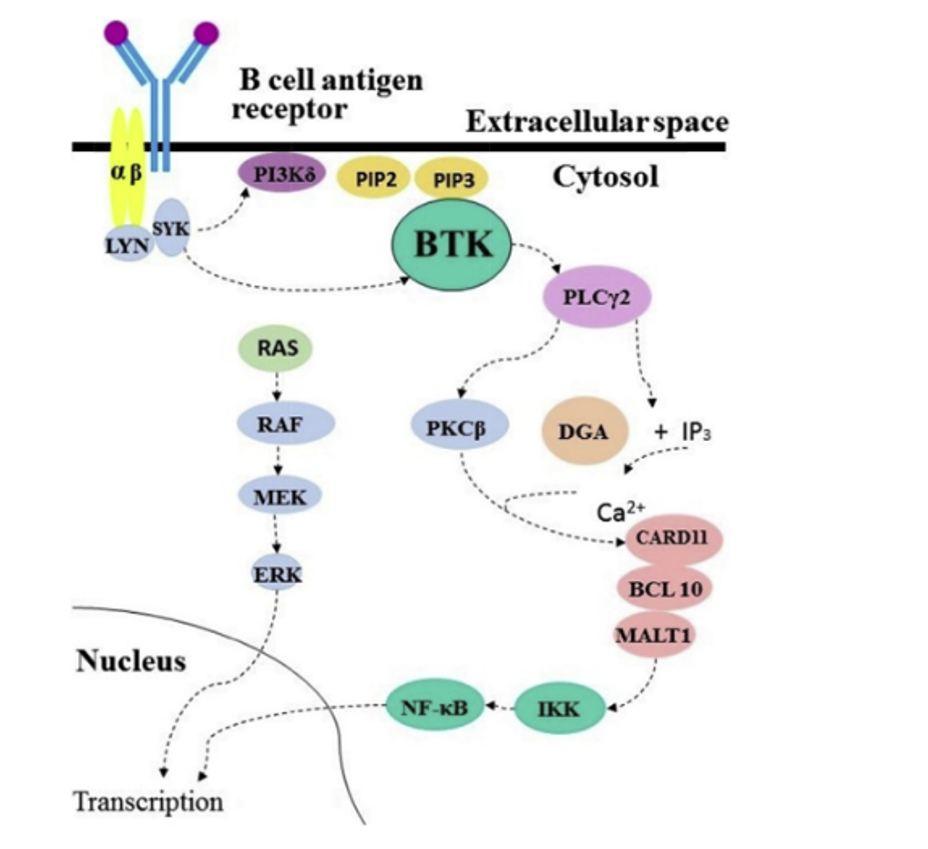 B cell antigen
receptor
Extracellular space
Cytosol
α β
PI3Kδ
PIP2
PIP3
SYK
LYN
BTK
PLCγ2
RAS
RAF
PKCβ
DGA
+ IP₃
MEK
Ca²⁺
CARD11
ERK
BCL 10
MALT1
Nucleus
NF-κB
IKK
Transcription